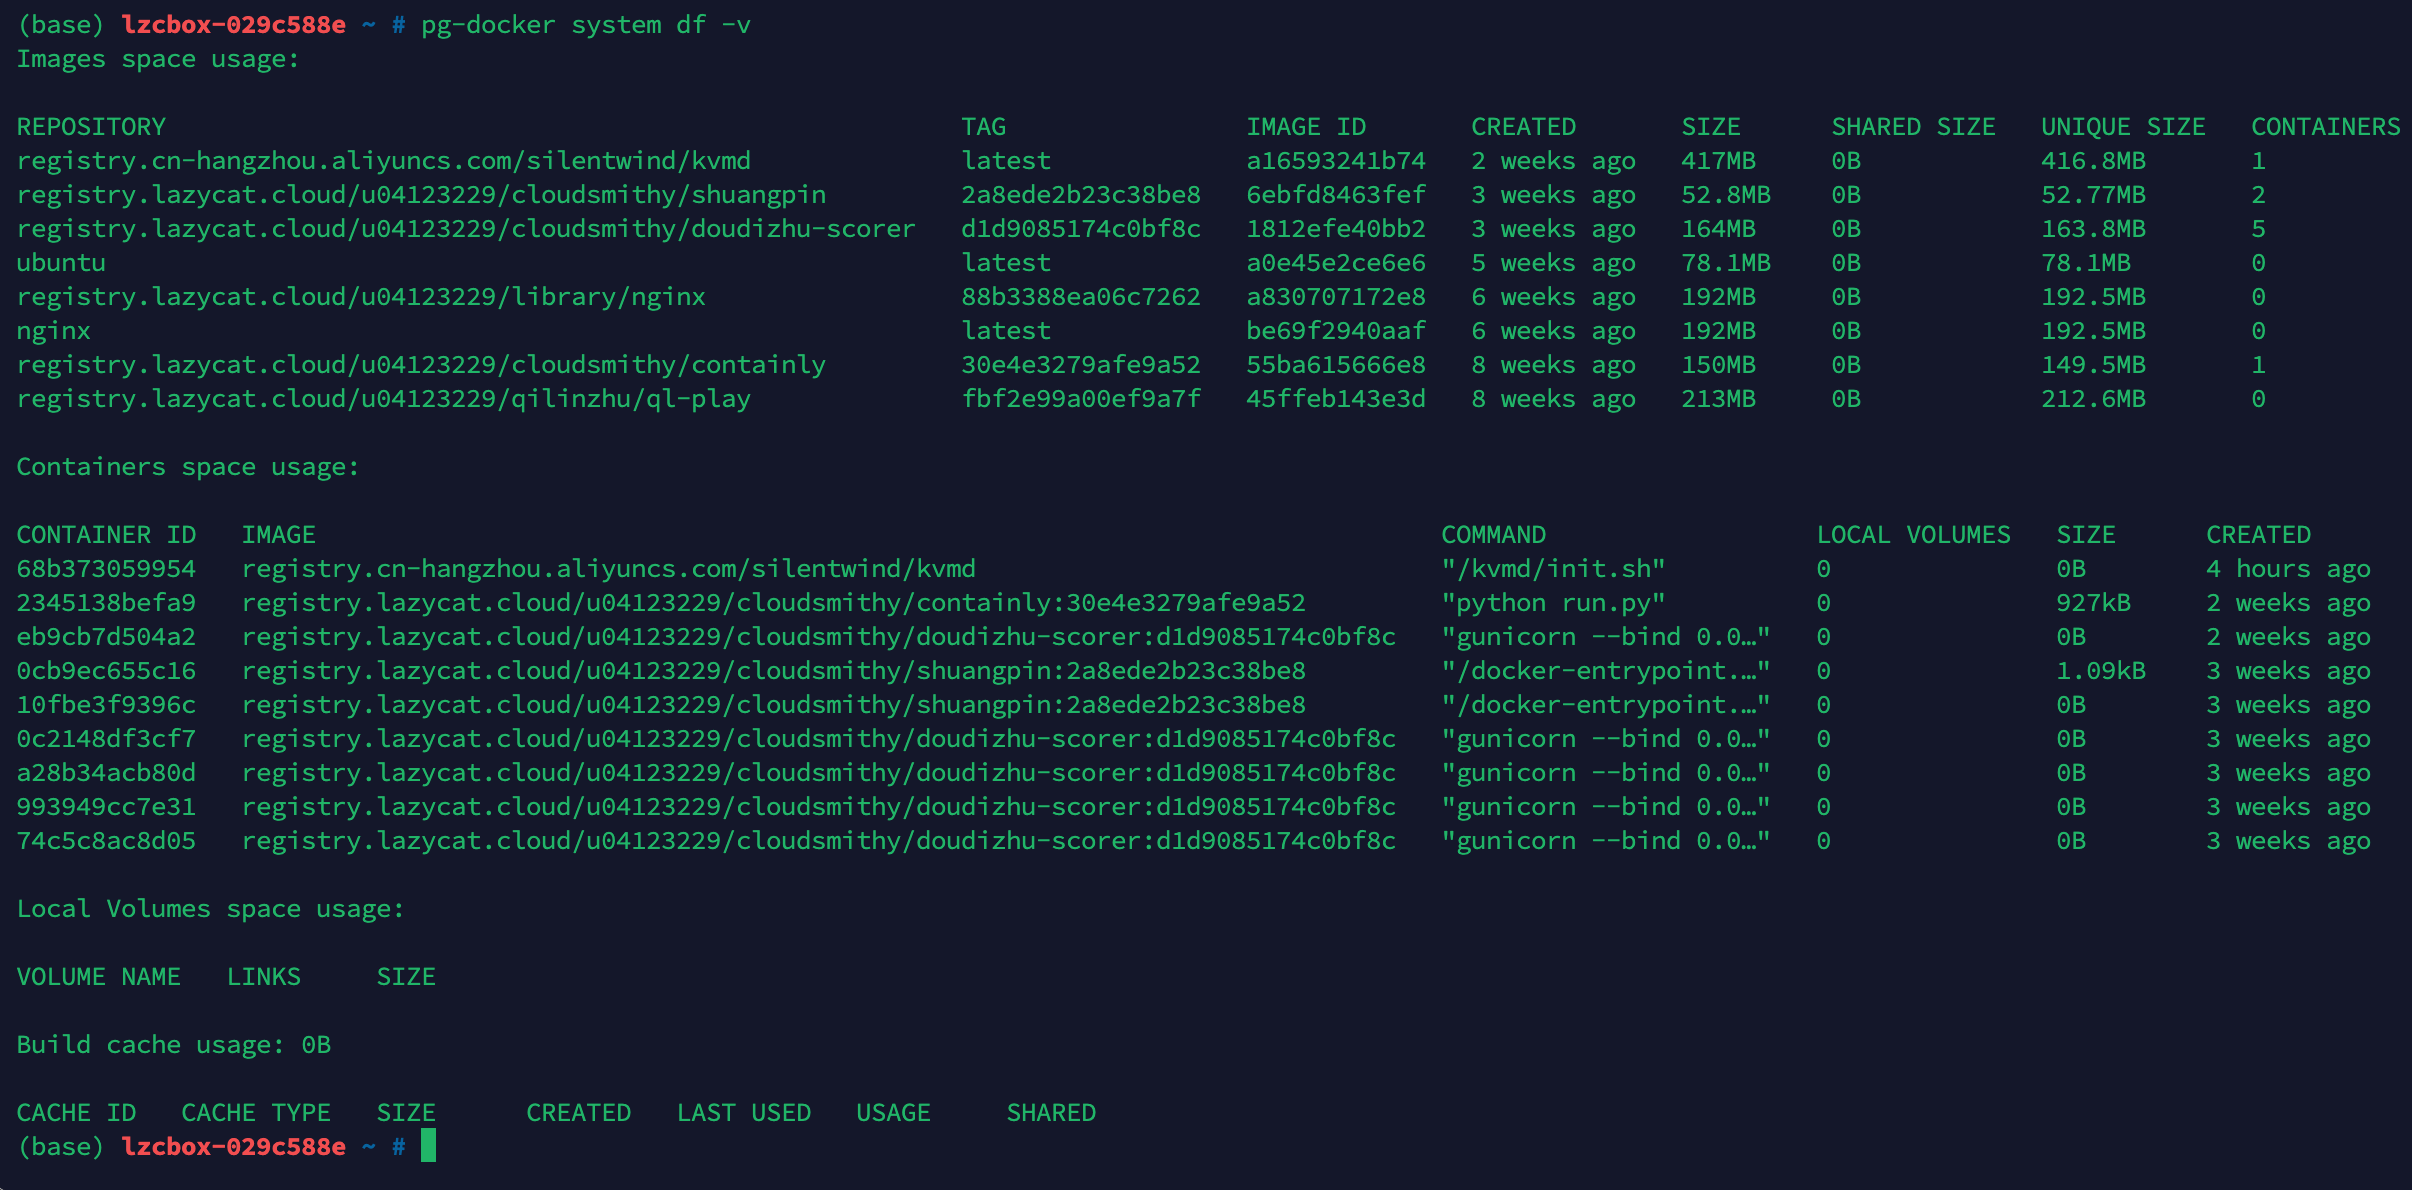 (base) lzcbox-029c588e ~ # pg-docker system df -v
Images space usage:
REPOSITORY TAG IMAGE ID CREATED SIZE SHARED SIZE UNIQUE SIZE CONTAINERS
registry.cn-hangzhou.aliyuncs.com/silentwind/kvmd latest a16593241b74 2 weeks ago 417MB 0B 416.8MB 1
registry.lazycat.cloud/u04123229/cloudsmithy/shuangpin 2a8ede2b23c38be8 6ebfd8463fef 3 weeks ago 52.8MB 0B 52.77MB 2
registry.lazycat.cloud/u04123229/cloudsmithy/doudizhu-scorer d1d9085174c0bf8c 1812efe40bb2 3 weeks ago 164MB 0B 163.8MB 5
ubuntu latest a0e45e2ce6e6 5 weeks ago 78.1MB 0B 78.1MB 0
registry.lazycat.cloud/u04123229/library/nginx 88b3388ea06c7262 a830707172e8 6 weeks ago 192MB 0B 192.5MB 0
nginx latest be69f2940aaf 6 weeks ago 192MB 0B 192.5MB 0
registry.lazycat.cloud/u04123229/cloudsmithy/containly 30e4e3279afe9a52 55ba615666e8 8 weeks ago 150MB 0B 149.5MB 1
registry.lazycat.cloud/u04123229/qilinzhu/ql-play fbf2e99a00ef9a7f 45ffeb143e3d 8 weeks ago 213MB 0B 212.6MB 0
Containers space usage:
CONTAINER ID IMAGE COMMAND LOCAL VOLUMES SIZE CREATED
68b373059954 registry.cn-hangzhou.aliyuncs.com/silentwind/kvmd "/kvmd/init.sh" 0 0B 4 hours ago
2345138befa9 registry.lazycat.cloud/u04123229/cloudsmithy/containly:30e4e3279afe9a52 "python run.py" 0 927kB 2 weeks ago
eb9cb7d504a2 registry.lazycat.cloud/u04123229/cloudsmithy/doudizhu-scorer:d1d9085174c0bf8c "gunicorn --bind 0.0…" 0 0B 2 weeks ago
0cb9ec655c16 registry.lazycat.cloud/u04123229/cloudsmithy/shuangpin:2a8ede2b23c38be8 "/docker-entrypoint.…" 0 1.09kB 3 weeks ago
10fbe3f9396c registry.lazycat.cloud/u04123229/cloudsmithy/shuangpin:2a8ede2b23c38be8 "/docker-entrypoint.…" 0 0B 3 weeks ago
0c2148df3cf7 registry.lazycat.cloud/u04123229/cloudsmithy/doudizhu-scorer:d1d9085174c0bf8c "gunicorn --bind 0.0…" 0 0B 3 weeks ago
a28b34acb80d registry.lazycat.cloud/u04123229/cloudsmithy/doudizhu-scorer:d1d9085174c0bf8c "gunicorn --bind 0.0…" 0 0B 3 weeks ago
993949cc7e31 registry.lazycat.cloud/u04123229/cloudsmithy/doudizhu-scorer:d1d9085174c0bf8c "gunicorn --bind 0.0…" 0 0B 3 weeks ago
74c5c8ac8d05 registry.lazycat.cloud/u04123229/cloudsmithy/doudizhu-scorer:d1d9085174c0bf8c "gunicorn --bind 0.0…" 0 0B 3 weeks ago
Local Volumes space usage:
VOLUME NAME LINKS SIZE
Build cache usage: 0B
CACHE ID CACHE TYPE SIZE CREATED LAST USED USAGE SHARED
(base) lzcbox-029c588e ~ #